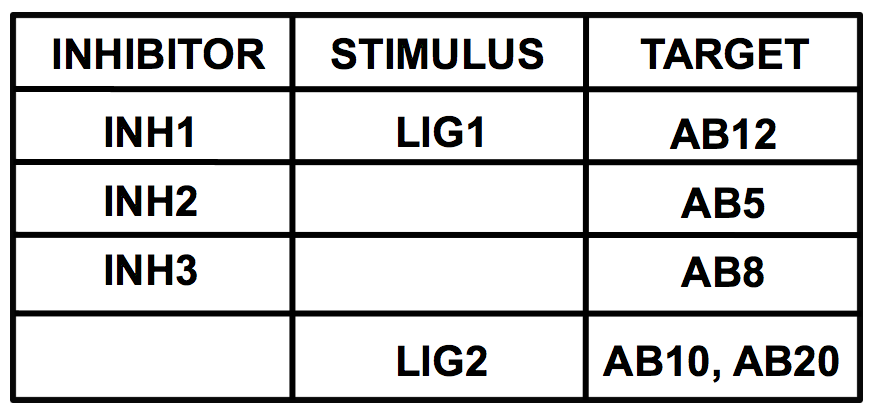 INHIBITOR STIMULUS TARGET
INH1 LIG1 AB12
INH2 AB5
INH3 AB8
LIG2 AB10, AB20